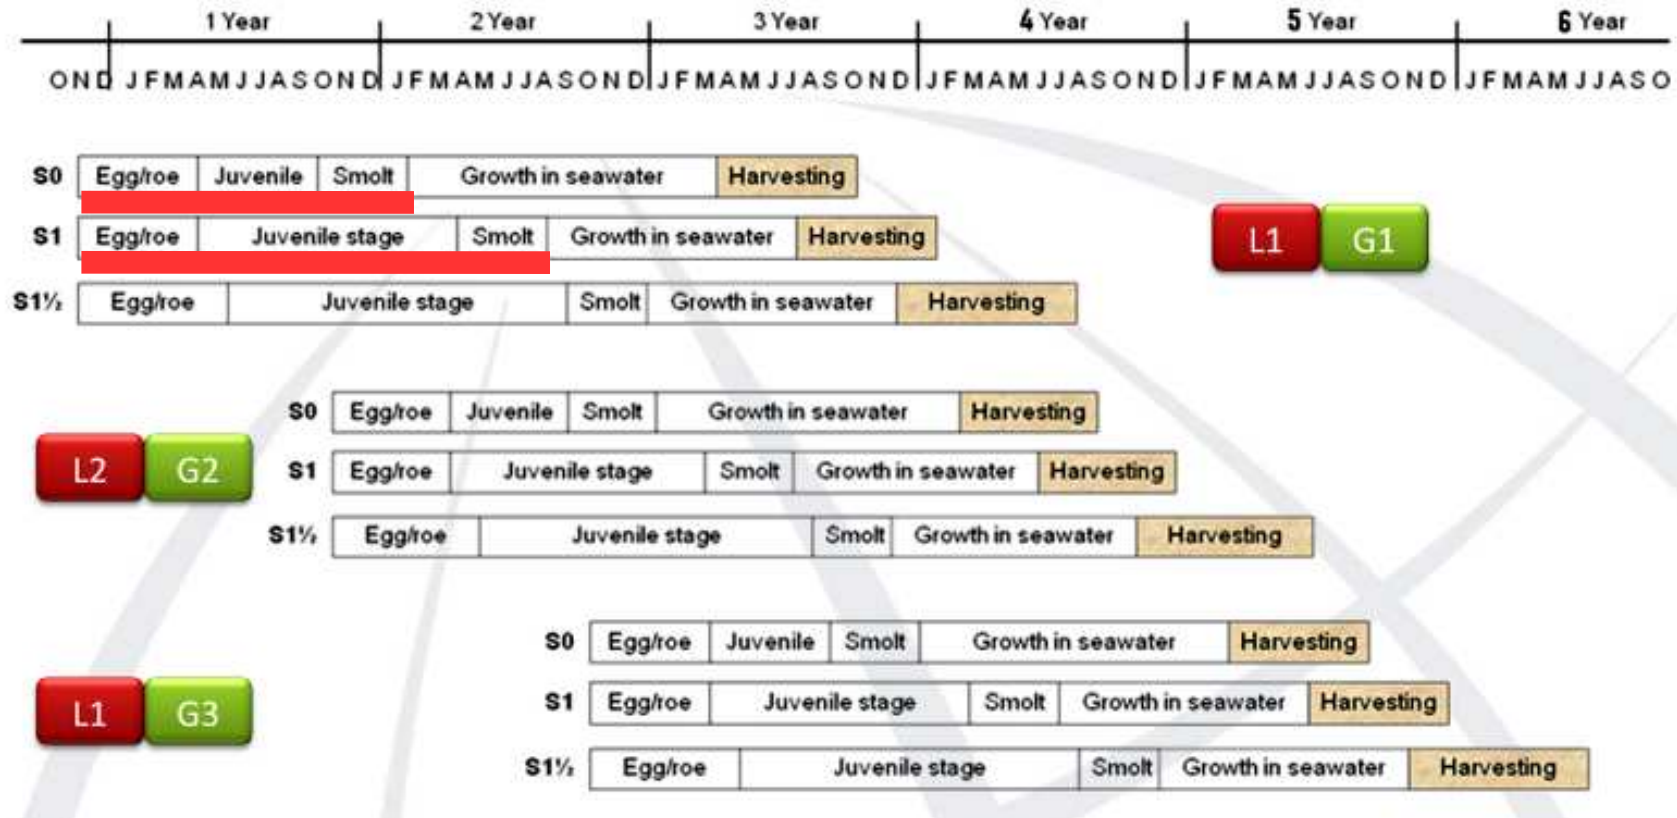 1 Year 2 Year 3 Year 4 Year 5 Year 6 Year
O N D J F M A M J J A S O N D J F M A M J J A S O N D J F M A M J J A S O N D J F M A M J J A S O N D J F M A M J J A S O N D J F M A M J J A S O
S0 Egg/roe Juvenile Smolt Growth in seawater Harvesting
S1 Egg/roe Juvenile stage Smolt Growth in seawater Harvesting
L1 G1
S1½ Egg/roe Juvenile stage Smolt Growth in seawater Harvesting
S0 Egg/roe Juvenile Smolt Growth in seawater Harvesting
L2 G2
S1 Egg/roe Juvenile stage Smolt Growth in seawater Harvesting
S1½ Egg/roe Juvenile stage Smolt Growth in seawater Harvesting
S0 Egg/roe Juvenile Smolt Growth in seawater Harvesting
L1 G3
S1 Egg/roe Juvenile stage Smolt Growth in seawater Harvesting
S1½ Egg/roe Juvenile stage Smolt Growth in seawater Harvesting